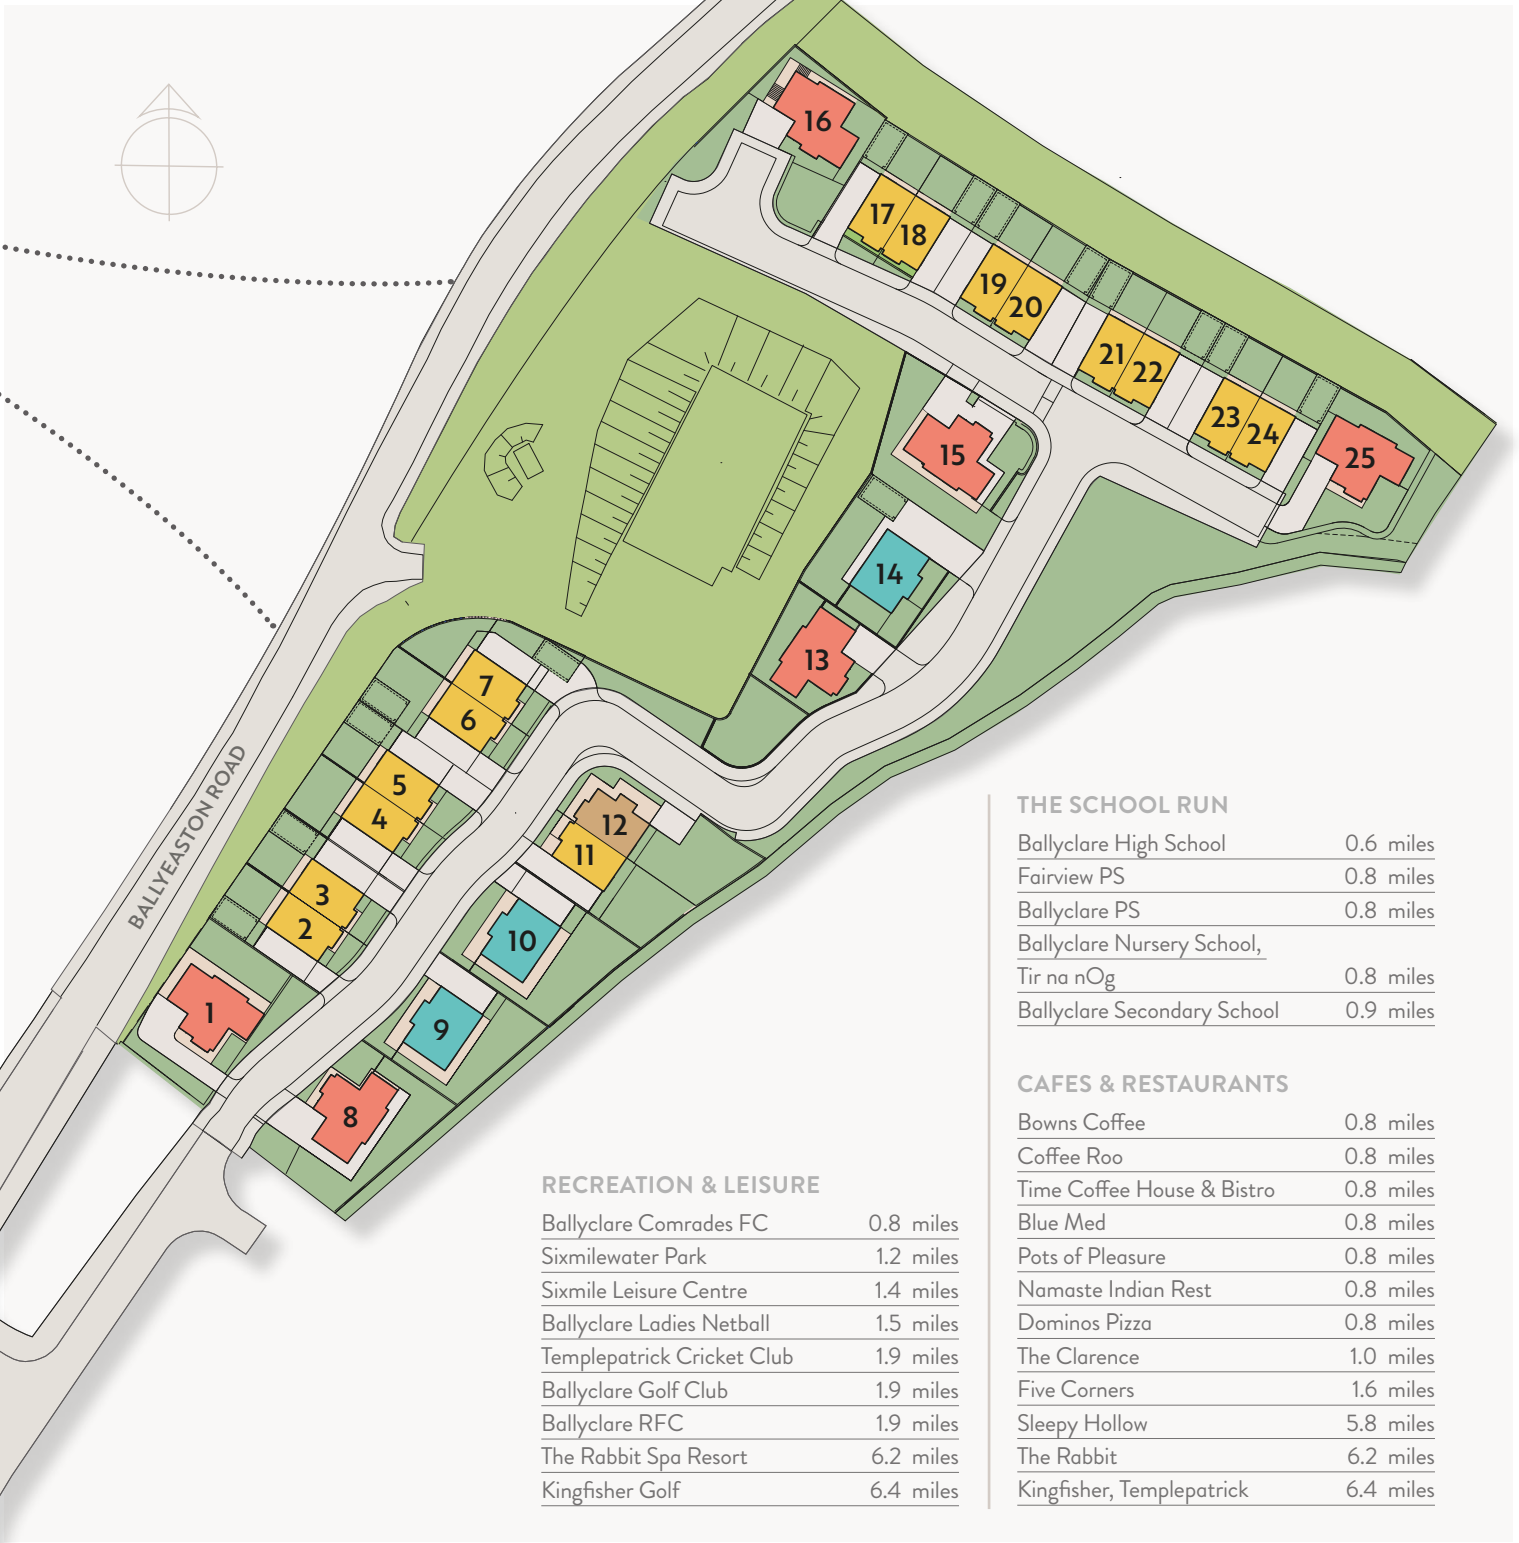 16
17
18
19
20
21
22
23
24
25
15
14
13
7
6
5
4
3
2
1
12
11
10
9
8
BALLYEASTON ROAD
THE SCHOOL RUN
Ballyclare High School 0.6 miles
Fairview PS 0.8 miles
Ballyclare PS 0.8 miles
Ballyclare Nursery School,
Tir na nOg 0.8 miles
Ballyclare Secondary School 0.9 miles
CAFES & RESTAURANTS
Bowns Coffee 0.8 miles
Coffee Roo 0.8 miles
Time Coffee House & Bistro 0.8 miles
Blue Med 0.8 miles
Pots of Pleasure 0.8 miles
Namaste Indian Rest 0.8 miles
Dominos Pizza 0.8 miles
The Clarence 1.0 miles
Five Corners 1.6 miles
Sleepy Hollow 5.8 miles
The Rabbit 6.2 miles
Kingfisher, Templepatrick 6.4 miles
RECREATION & LEISURE
Ballyclare Comrades FC 0.8 miles
Sixmilewater Park 1.2 miles
Sixmile Leisure Centre 1.4 miles
Ballyclare Ladies Netball 1.5 miles
Templepatrick Cricket Club 1.9 miles
Ballyclare Golf Club 1.9 miles
Ballyclare RFC 1.9 miles
The Rabbit Spa Resort 6.2 miles
Kingfisher Golf 6.4 miles